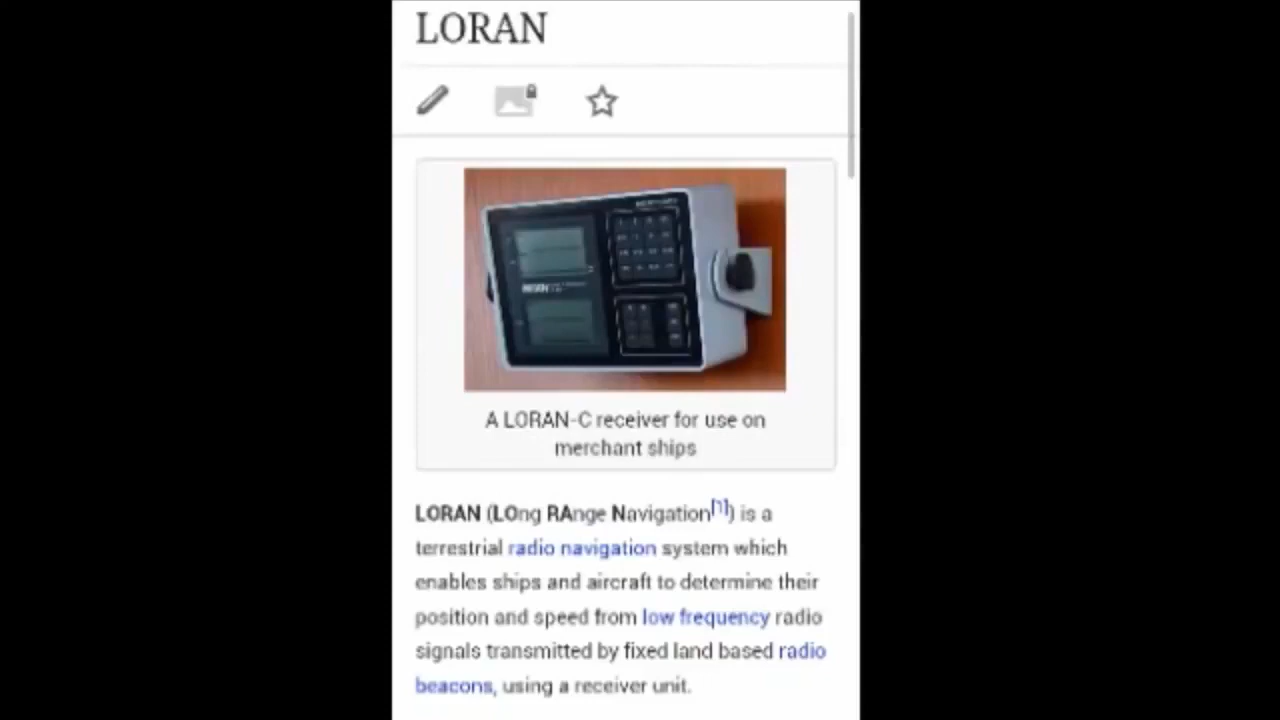 LORAN
A LORAN-C receiver for use on
merchant ships
LORAN (LOng RAnge Navigation[1]) is a
terrestrial radio navigation system which
enables ships and aircraft to determine their
position and speed from low frequency radio
signals transmitted by fixed land based radio
beacons, using a receiver unit.